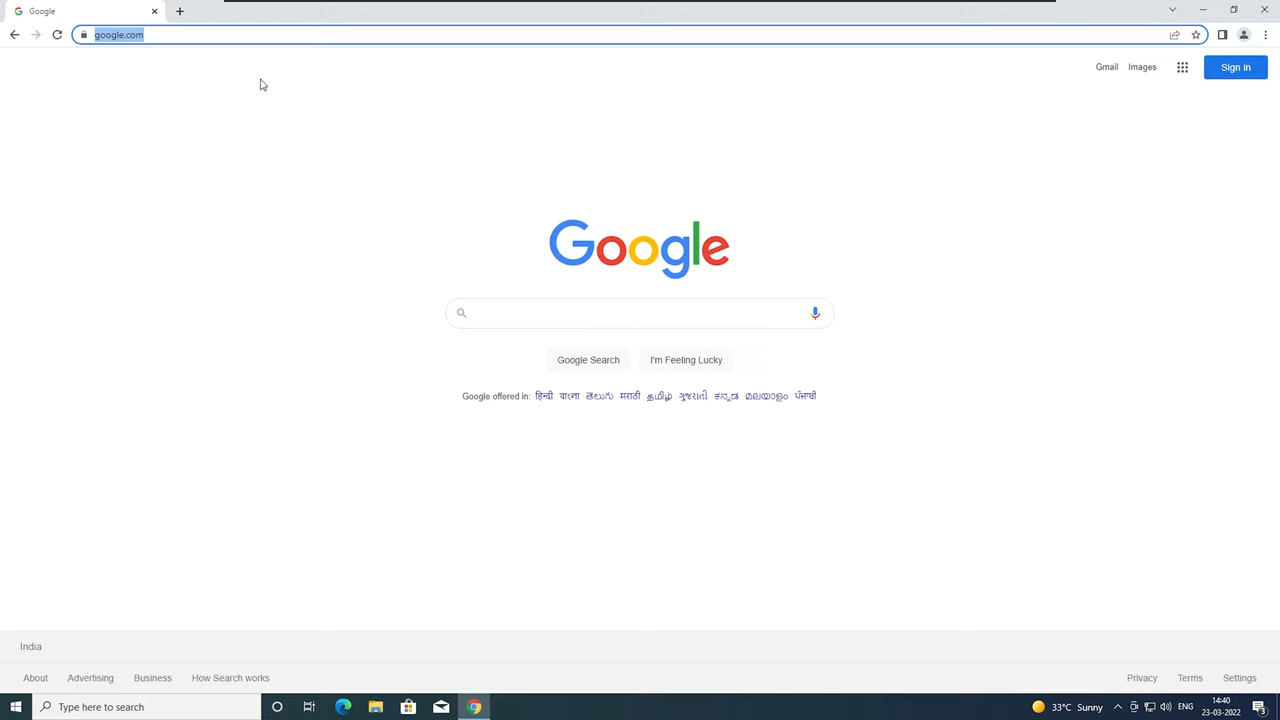 Google
google.com
Gmail Images Sign in
Google
Google Search I'm Feeling Lucky
Google offered in: हिन्दी বাংলা తెలుగు मराठी தமிழ் ગુજરાતી ಕನ್ನಡ മലയാളം ਪੰਜਾਬੀ
India
About Advertising Business How Search works Privacy Terms Settings
Type here to search 33°C Sunny ENG 14:40
23-03-2022 3